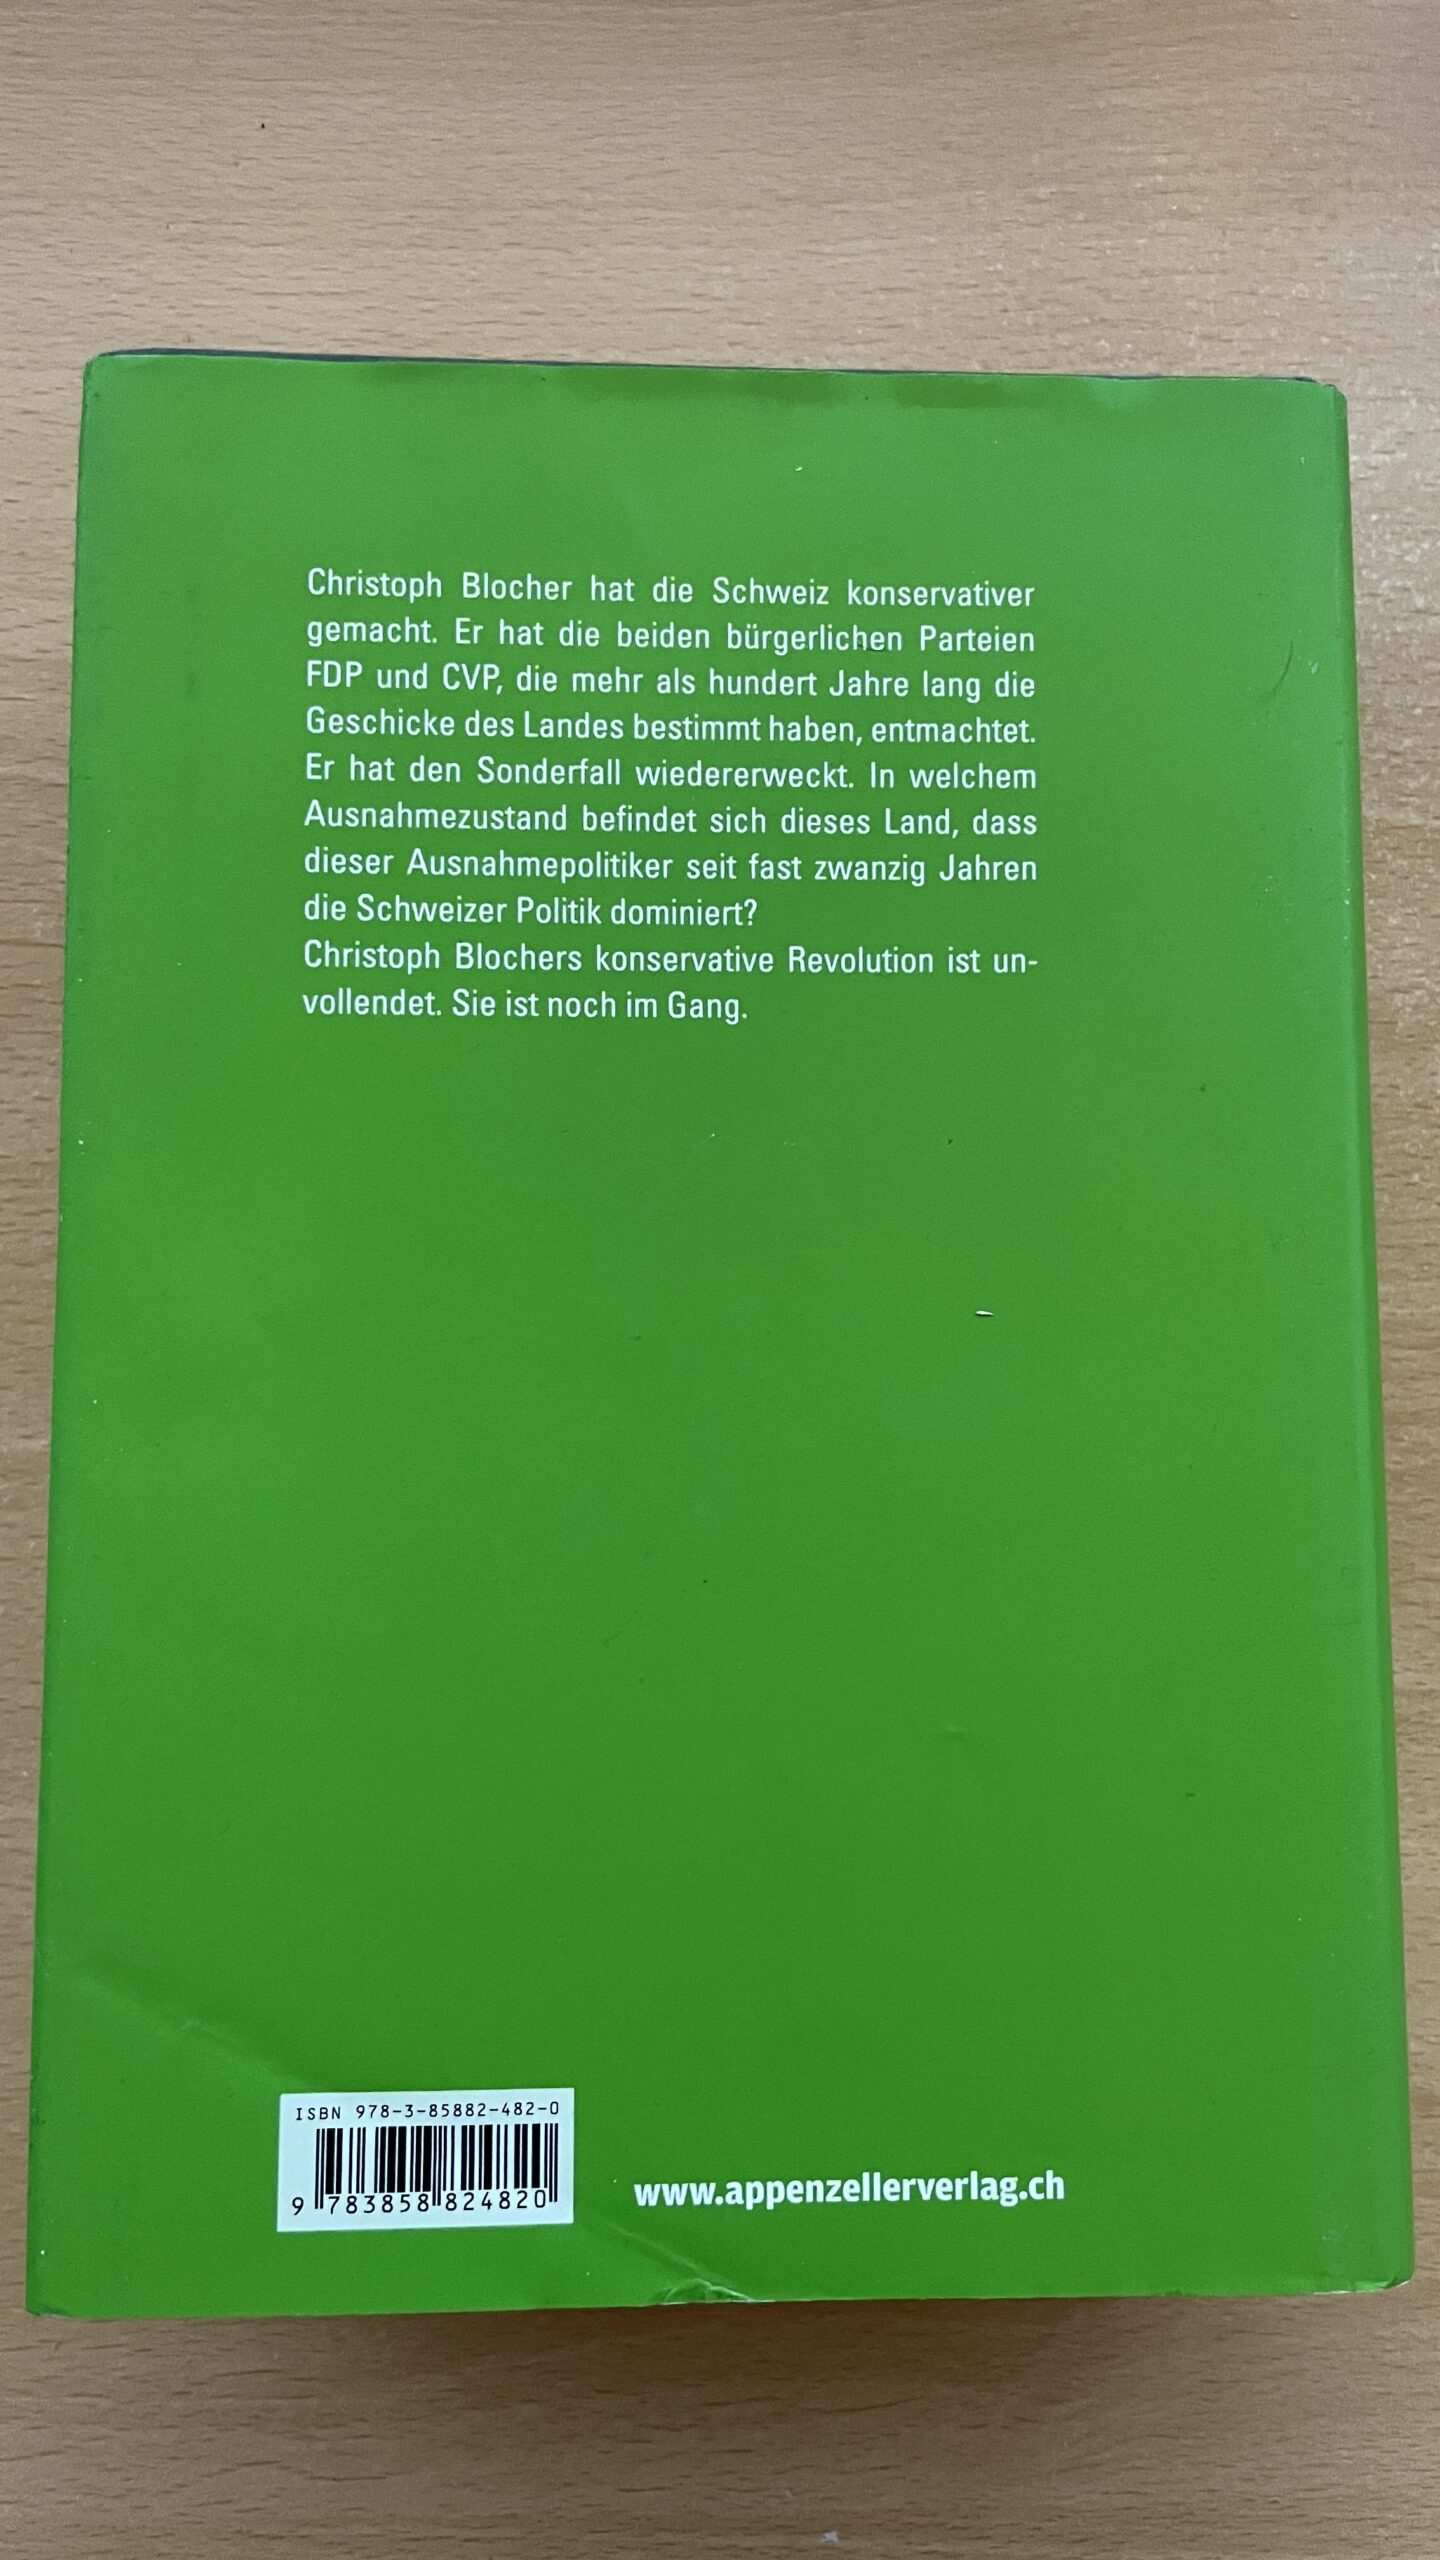 Christoph Blocher hat die Schweiz konservativer
gemacht. Er hat die beiden bürgerlichen Parteien
FDP und CVP, die mehr als hundert Jahre lang die
Geschicke des Landes bestimmt haben, entmachtet.
Er hat den Sonderfall wiedererweckt. In welchem
Ausnahmezustand befindet sich dieses Land, dass
dieser Ausnahmepolitiker seit fast zwanzig Jahren
die Schweizer Politik dominiert?
Christoph Blochers konservative Revolution ist un-
vollendet. Sie ist noch im Gang.
ISBN 978-3-85882-482-0
9 783858 824820
www.appenzellerverlag.ch